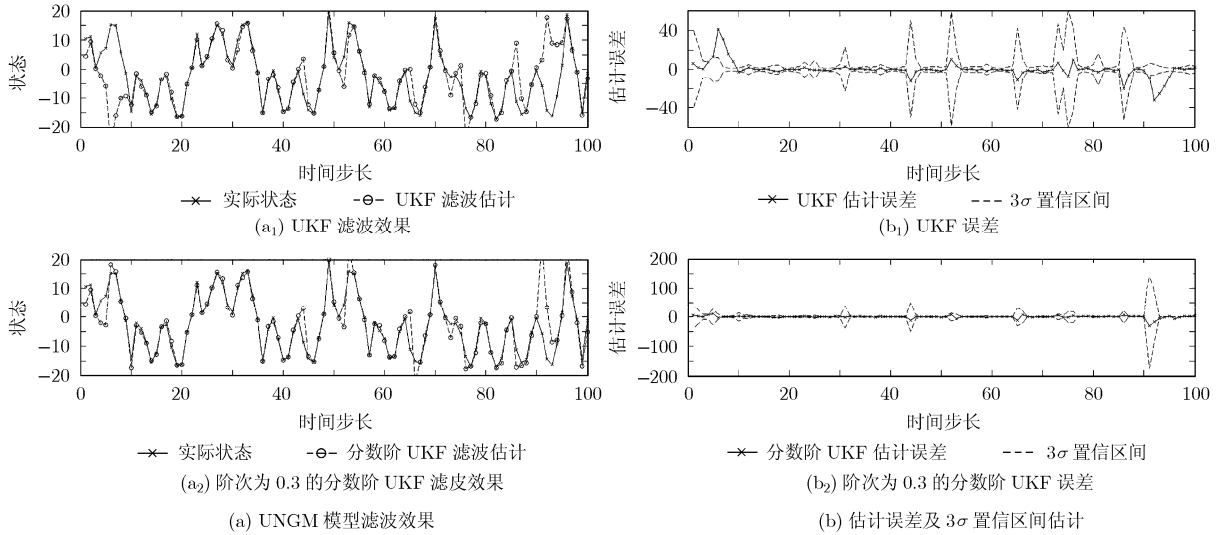 20
10
0
−10
−20
状态
0 20 40 60 80 100
时间步长
实际状态 UKF 滤波估计
(a1) UKF 滤波效果
40
0
−40
估计误差
0 20 40 60 80 100
时间步长
UKF 估计误差 3σ 置信区间
(b1) UKF 误差
20
10
0
−10
−20
状态
0 20 40 60 80 100
时间步长
实际状态 分数阶 UKF 滤波估计
(a2) 阶次为 0.3 的分数阶 UKF 滤皮效果
200
100
0
−100
−200
估计误差
0 20 40 60 80 100
时间步长
分数阶 UKF 估计误差 3σ 置信区间
(b2) 阶次为 0.3 的分数阶 UKF 误差
(a) UNGM 模型滤波效果
(b) 估计误差及 3σ 置信区间估计